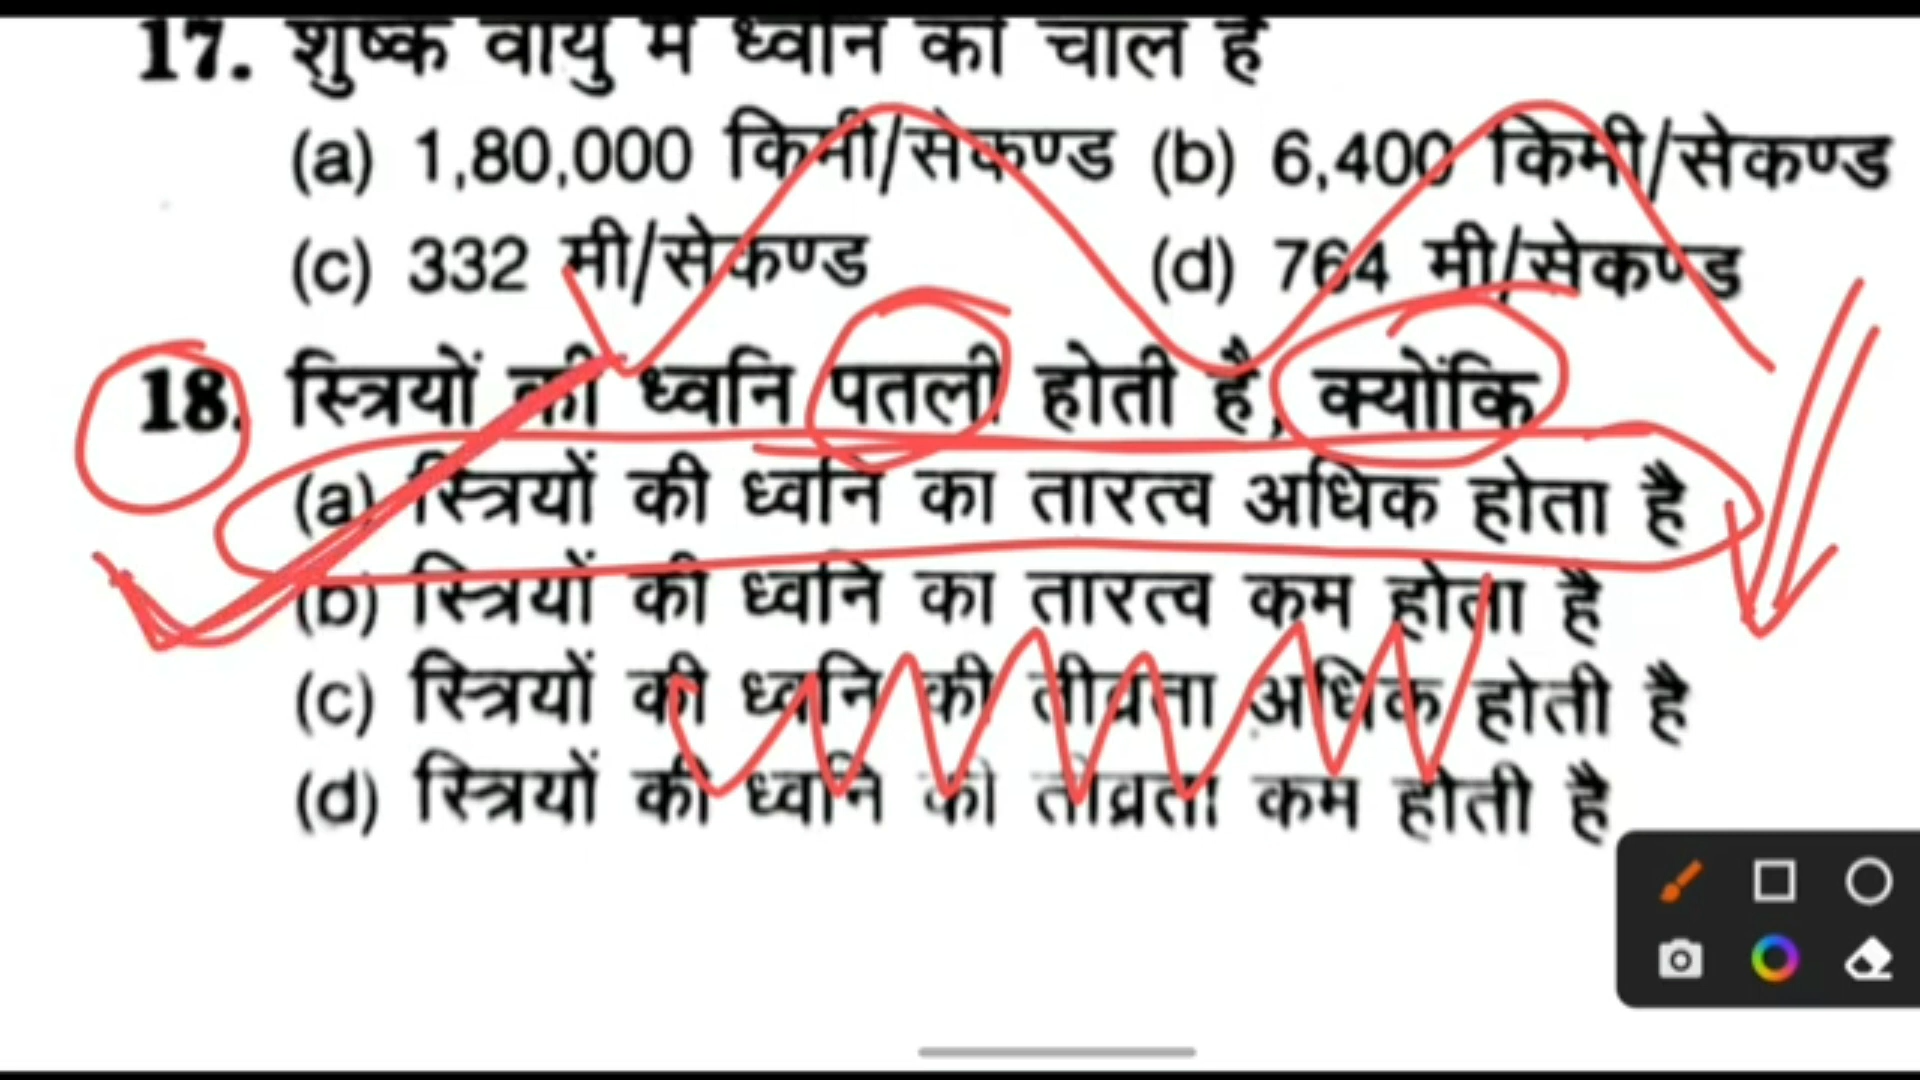 17. शुष्क वायु में ध्वनि की चाल है
(a) 1,80,000 किमी/सेकण्ड (b) 6,400 किमी/सेकण्ड
(c) 332 मी/सेकण्ड (d) 764 मी/सेकण्ड
18. स्त्रियों की ध्वनि पतली होती है, क्योंकि
(a) स्त्रियों की ध्वनि का तारत्व अधिक होता है
(b) स्त्रियों की ध्वनि का तारत्व कम होता है
(c) स्त्रियों की ध्वनि की तीव्रता अधिक होती है
(d) स्त्रियों की ध्वनि की तीव्रता कम होती है